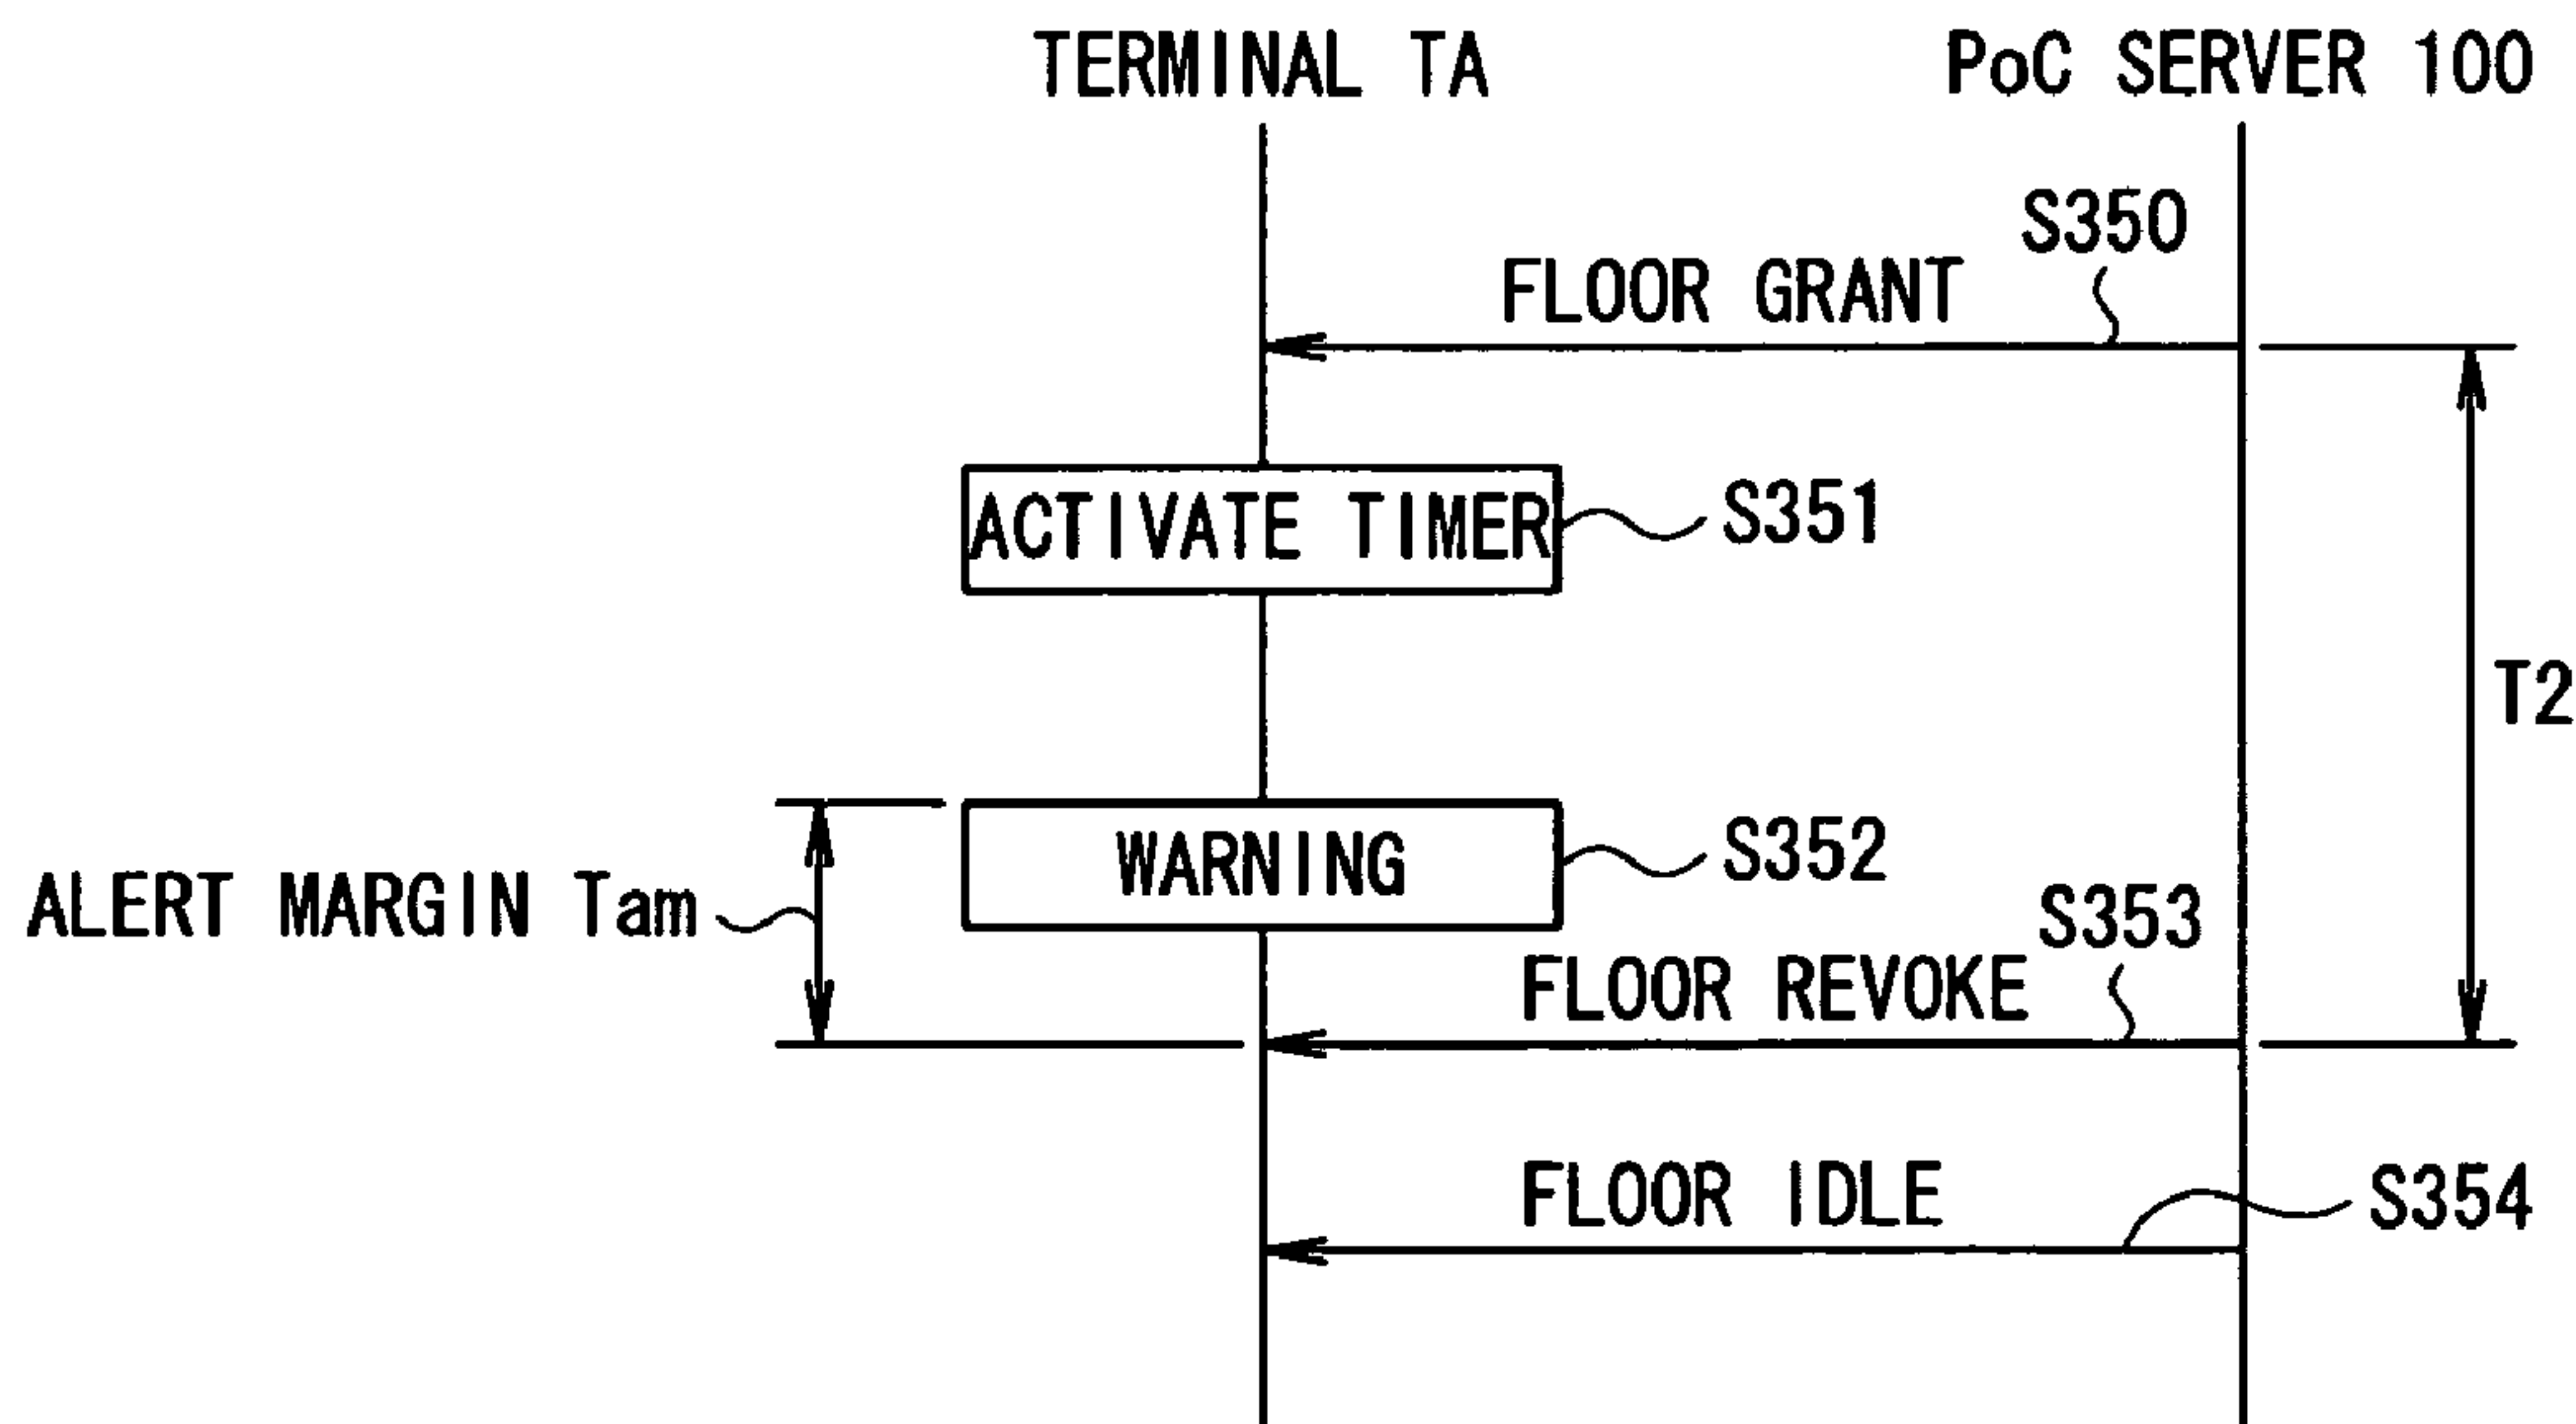 TERMINAL TA
PoC SERVER 100
S350
FLOOR GRANT
ACTIVATE TIMER
S351
T2
WARNING
S352
ALERT MARGIN Tam
S353
FLOOR REVOKE
FLOOR IDLE
S354